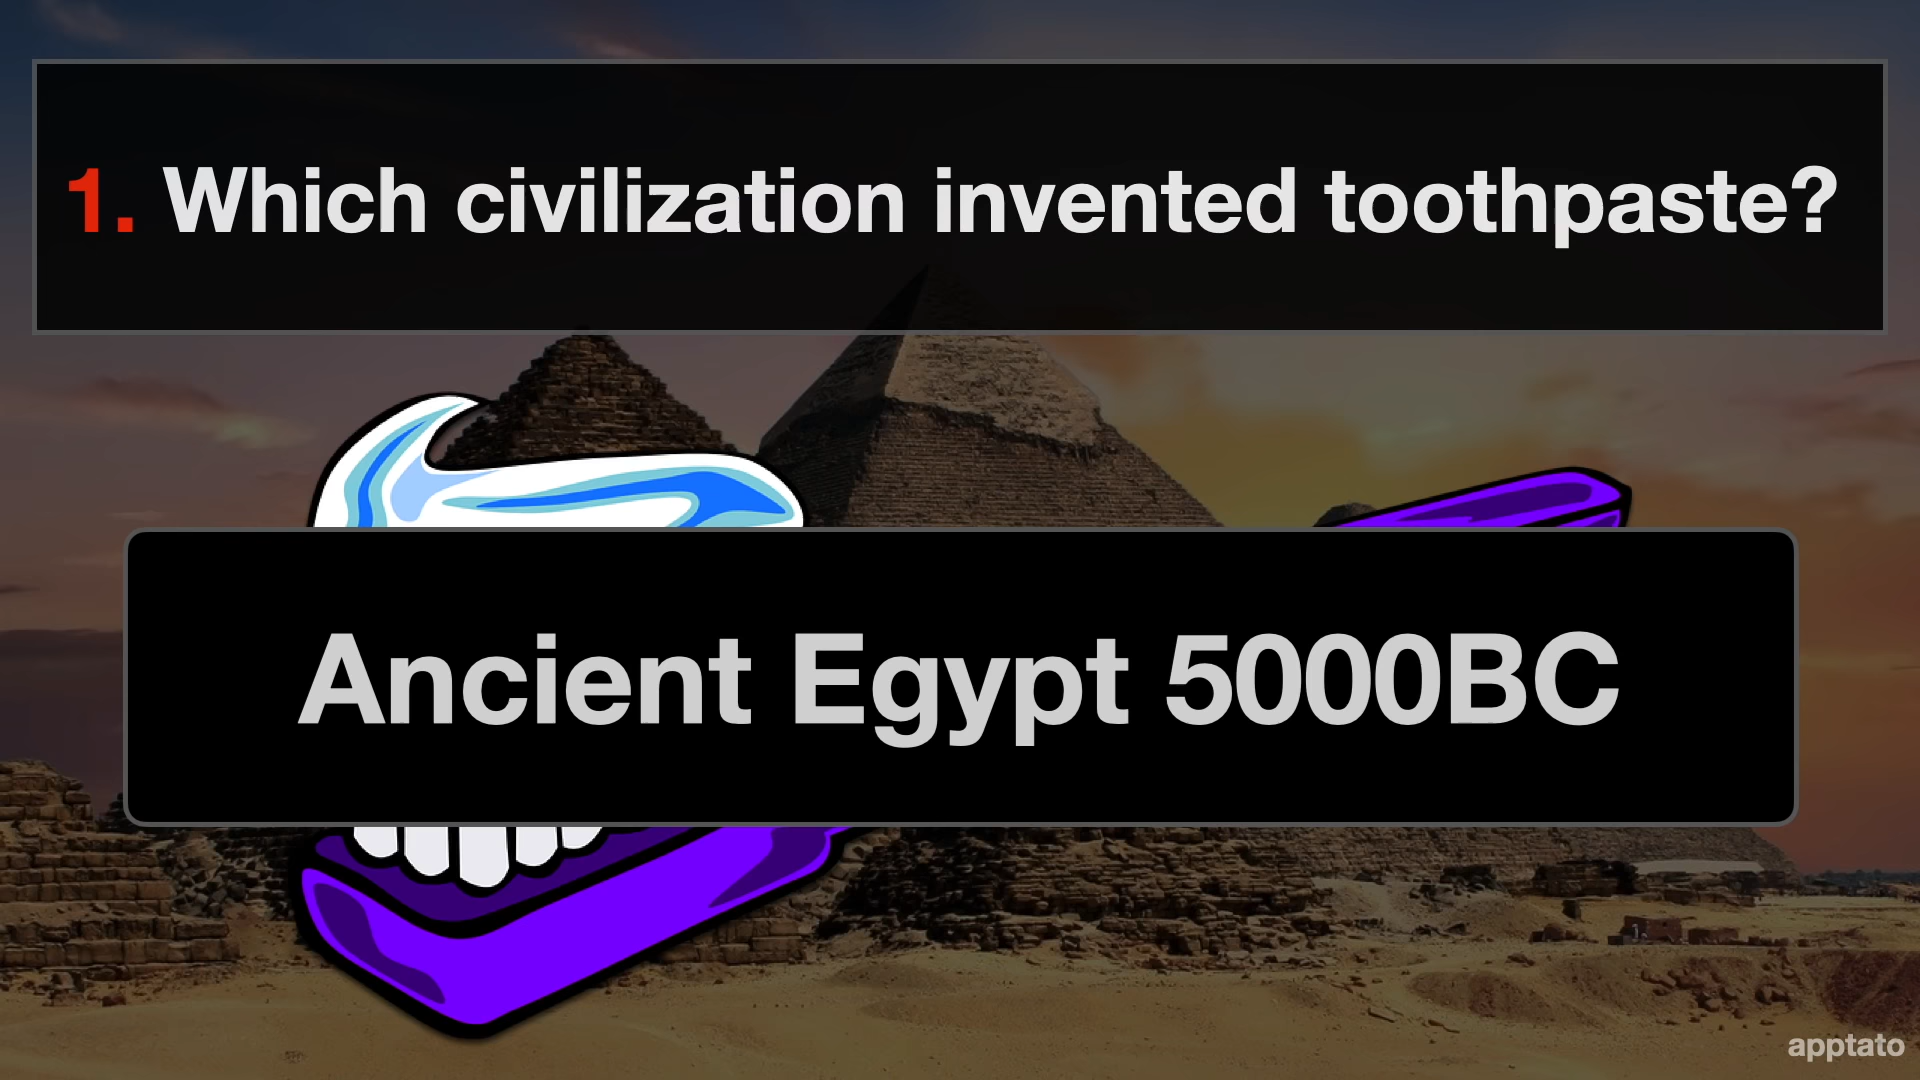 1. Which civilization invented toothpaste?
Ancient Egypt 5000BC
apptato